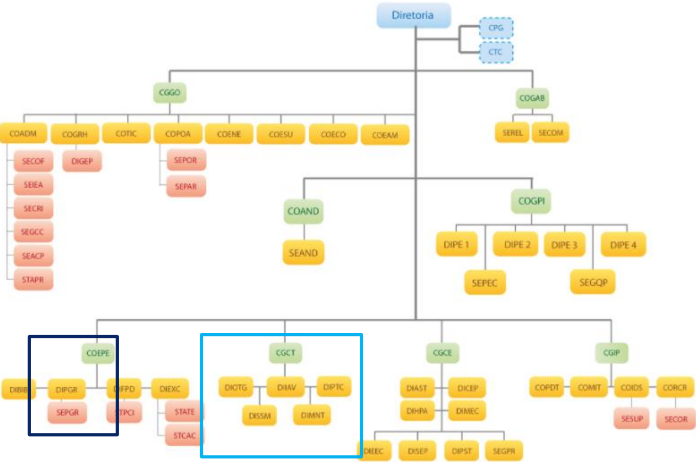 Diretoria
CPG
CTC
CGGO
COGAB
COADM COGRH COTIC COPOA COENE COESU COECO COEAM
SEREL SECOM
SECOF DIGEP SEPOR
SEIEA SEPAR
SECRI
SEGCC
SEACP
STAPR
COAND COGPI
SEAND
DIPE 1 DIPE 2 DIPE 3 DIPE 4
SEPEC SEGQP
COEPE CGCT CGCE CGIP
DIBIB DIPGR DIFPD DIEXC
SEPGR STPCI STATE
STCAC
DIOTG DIIAV DIPTC
DISSM DIMNT
DIAST DICEP
DIHPA DIMEC
DIEEC DISEP DIPST SEGPR
COPDT COMIT COIDS CORCR
SESUP SECOR